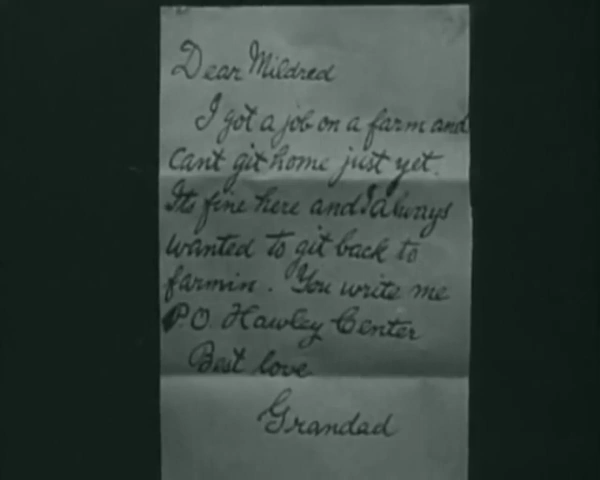 Dear Mildred
I got a job on a farm and
cant git home just yet.
Its fine here and I always
wanted to git back to
farmin. You write me
P.O. Hawley Center
Best love
Grandad